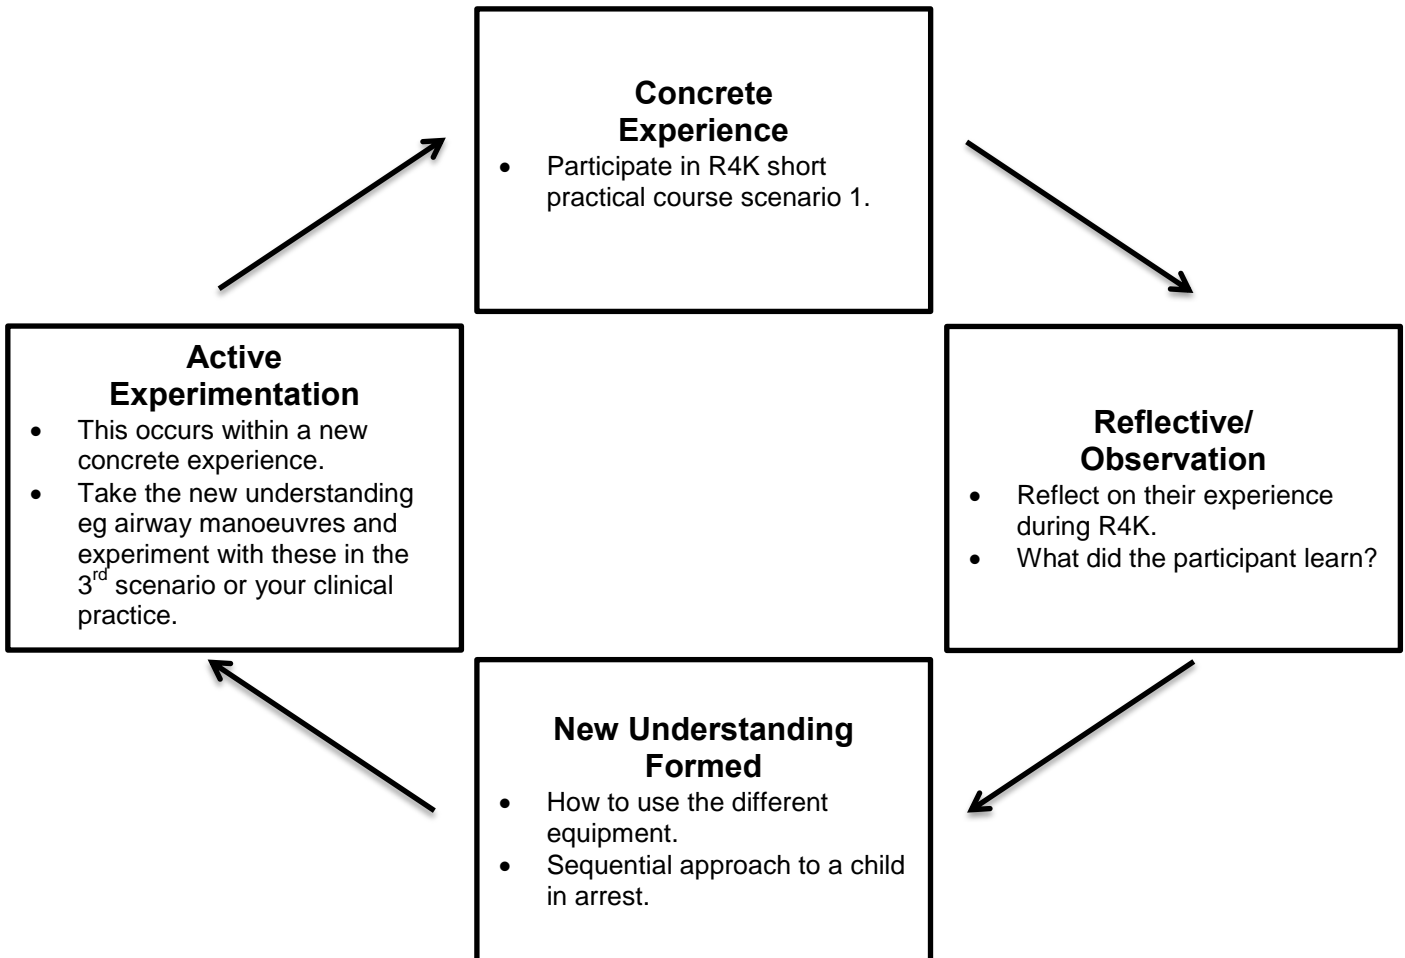 Concrete
Experience
• Participate in R4K short
practical course scenario 1.
Reflective/
Observation
• Reflect on their experience
during R4K.
• What did the participant learn?
New Understanding
Formed
• How to use the different
equipment.
• Sequential approach to a child
in arrest.
Active
Experimentation
• This occurs within a new
concrete experience.
• Take the new understanding
eg airway manoeuvres and
experiment with these in the
3rd scenario or your clinical
practice.